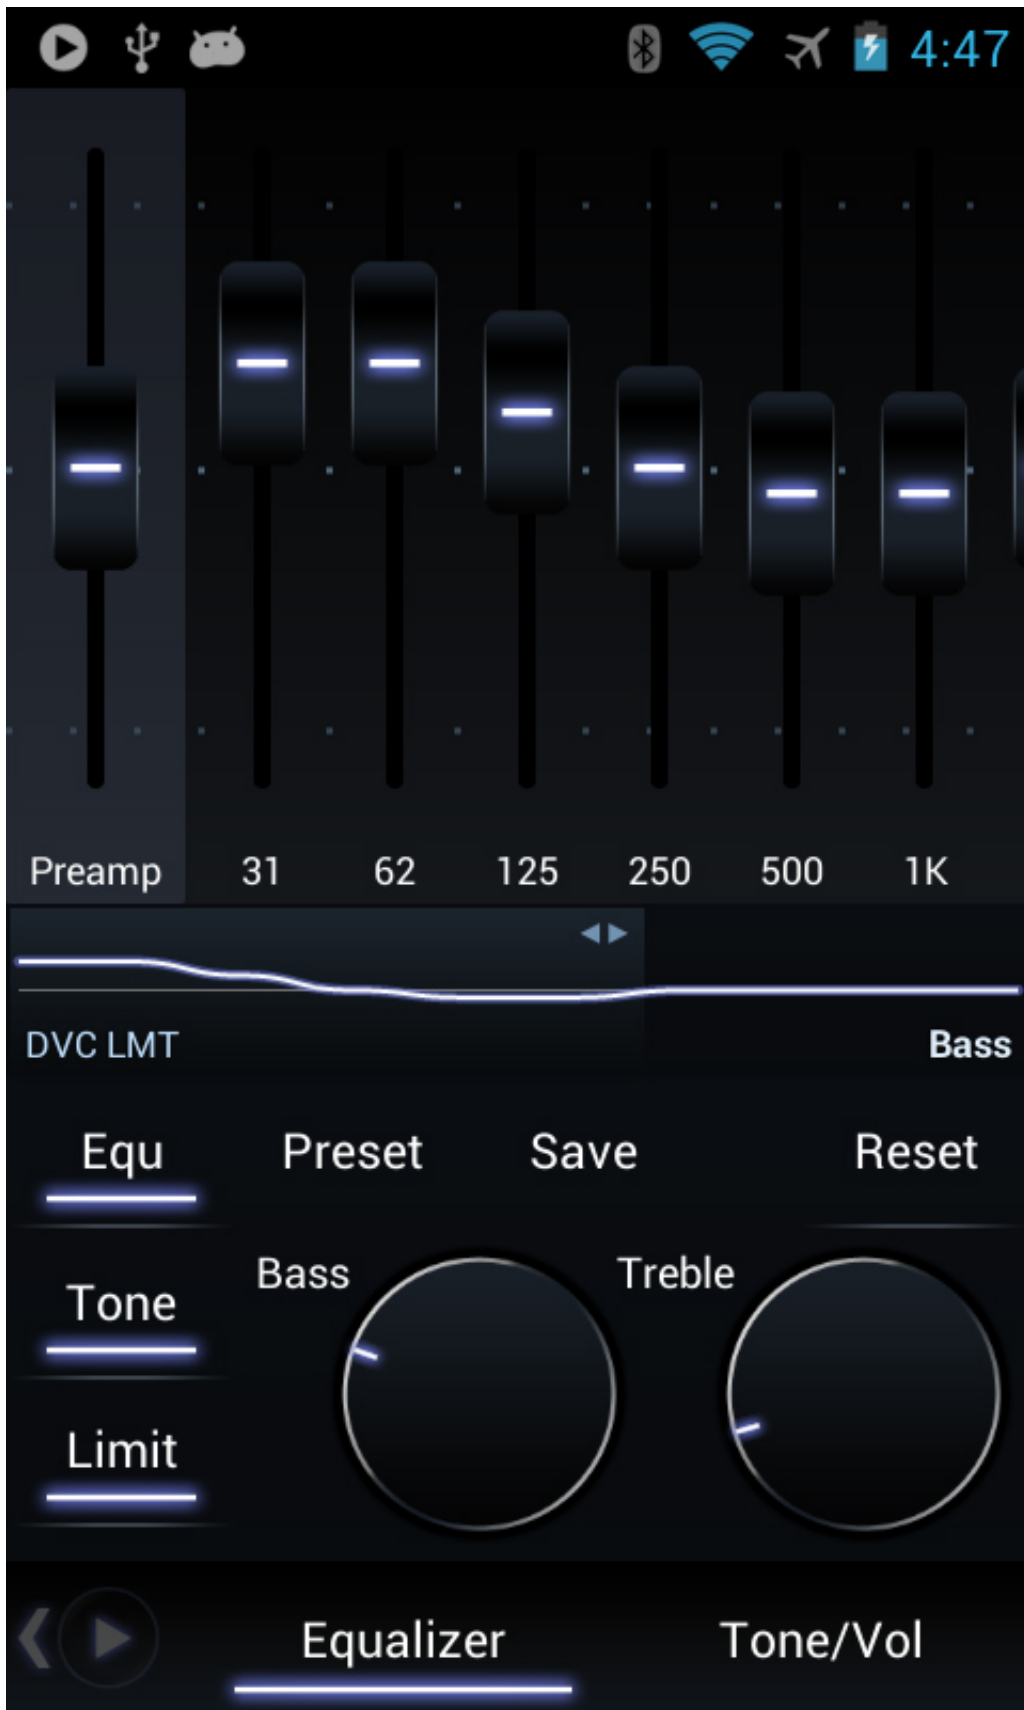 4:47
Preamp 31 62 125 250 500 1K
DVC LMT Bass
Equ Preset Save Reset
Bass Treble
Tone
Limit
Equalizer Tone/Vol